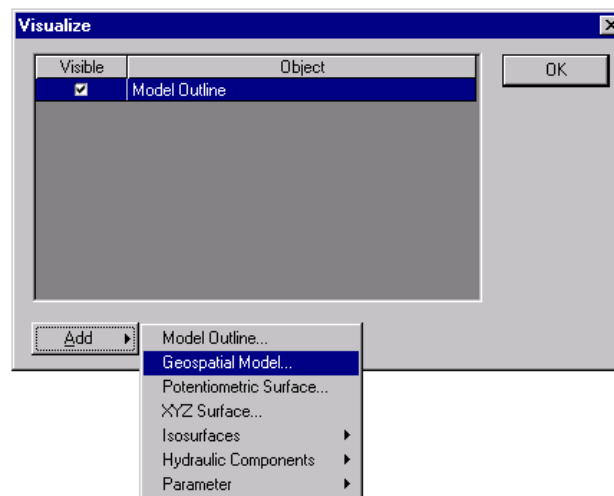 Visualize
Visible Object
Model Outline
OK
Add
Model Outline...
Geospatial Model...
Potentiometric Surface...
XYZ Surface...
Isosurfaces
Hydraulic Components
Parameter